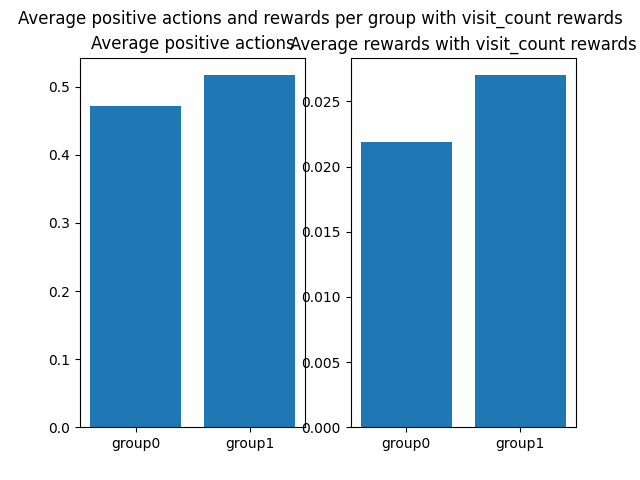 Average positive actions and rewards per group with visit_count rewards
Average positive actions
0.5
0.4
0.3
0.2
0.1
0.0
group0 group1
Average rewards with visit_count rewards
0.025
0.020
0.015
0.010
0.005
0.000
group0 group1